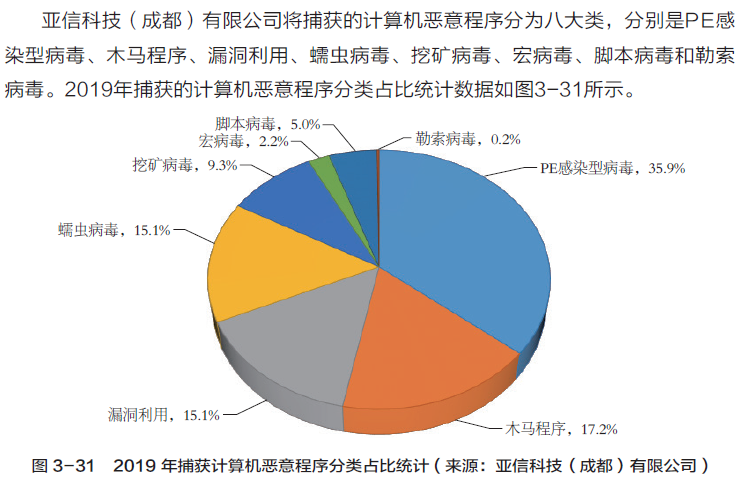 亚信科技（成都）有限公司将捕获的计算机恶意程序分为八大类，分别是PE感
染型病毒、木马程序、漏洞利用、蠕虫病毒、挖矿病毒、宏病毒、脚本病毒和勒索
病毒。2019年捕获的计算机恶意程序分类占比统计数据如图3-31所示。
脚本病毒，5.0%
勒索病毒，0.2%
宏病毒，2.2%
挖矿病毒，9.3%
PE感染型病毒，35.9%
蠕虫病毒，15.1%
漏洞利用，15.1%
木马程序，17.2%
图 3-31 2019 年捕获计算机恶意程序分类占比统计（来源：亚信科技（成都）有限公司）